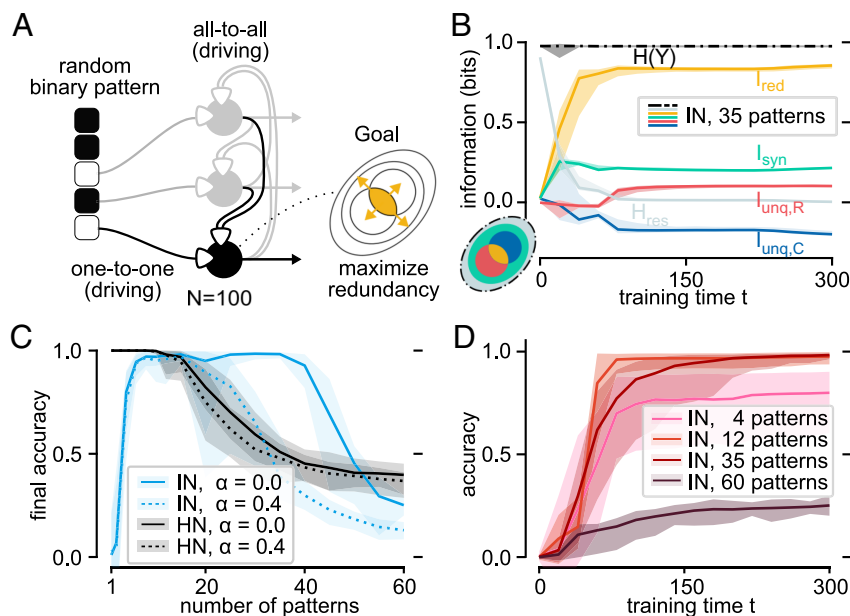 A
all-to-all
(driving)
random
binary pattern
Goal
one-to-one
(driving)
N=100
maximize
redundancy
B
information (bits)
1.0
0.5
0.0
H(Y)
I_red
IN, 35 patterns
I_syn
I_unq,R
H_res
I_unq,C
0
150
300
training time t
C
final accuracy
1.0
0.5
0.0
IN, α = 0.0
IN, α = 0.4
HN, α = 0.0
HN, α = 0.4
1
20
40
60
number of patterns
D
accuracy
1.0
0.5
0.0
IN, 4 patterns
IN, 12 patterns
IN, 35 patterns
IN, 60 patterns
0
150
300
training time t